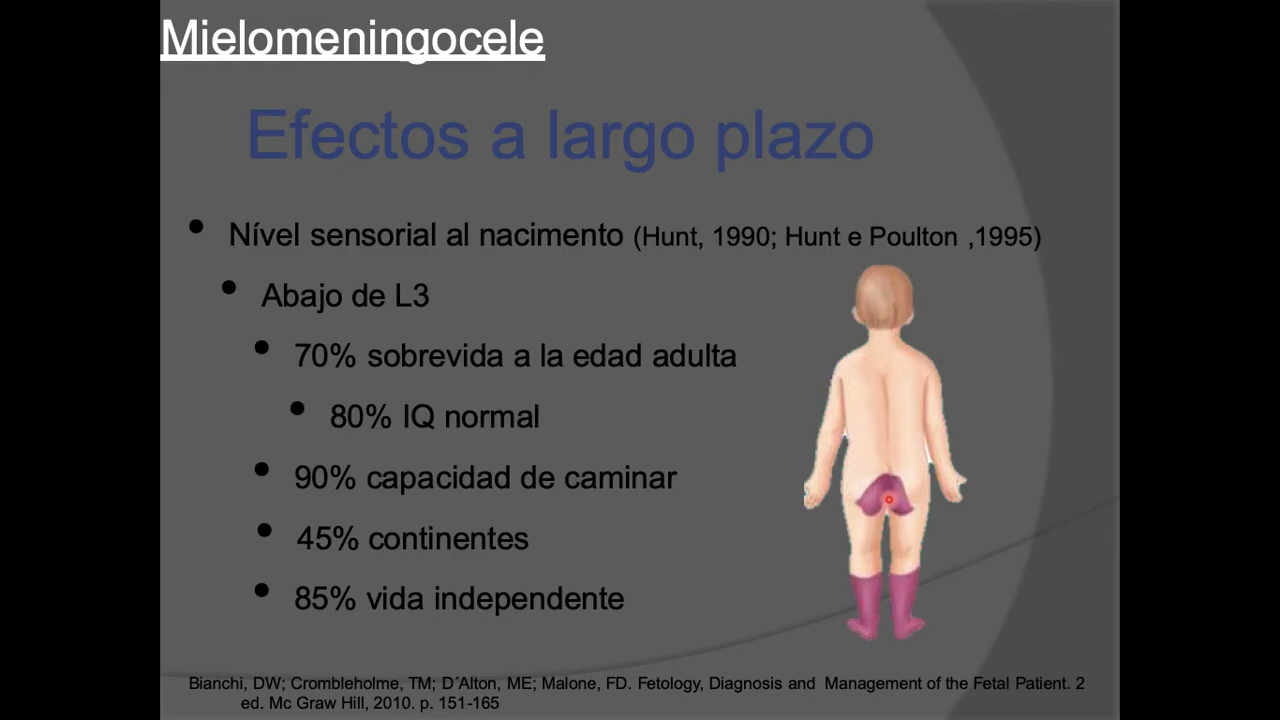 Mielomeningocele
Efectos a largo plazo
• Nível sensorial al nacimento (Hunt, 1990; Hunt e Poulton ,1995)
• Abajo de L3
• 70% sobrevida a la edad adulta
• 80% IQ normal
• 90% capacidad de caminar
• 45% continentes
• 85% vida independente
Bianchi, DW; Crombleholme, TM; D´Alton, ME; Malone, FD. Fetology, Diagnosis and Management of the Fetal Patient. 2
ed. Mc Graw Hill, 2010. p. 151-165